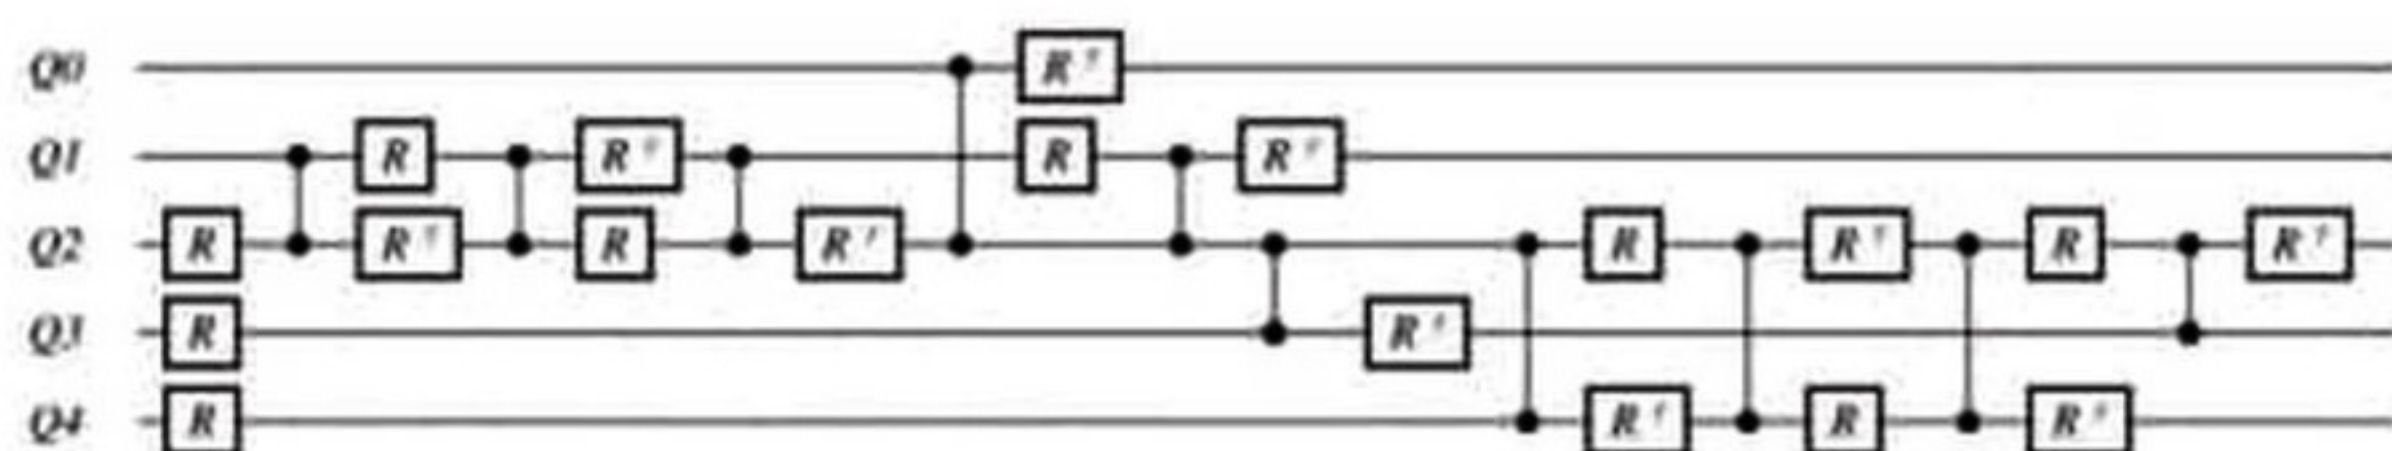 Q0 R †
Q1 R R † R R †
Q2 R R † R R † R R † R R †
Q3 R R †
Q4 R R † R R †